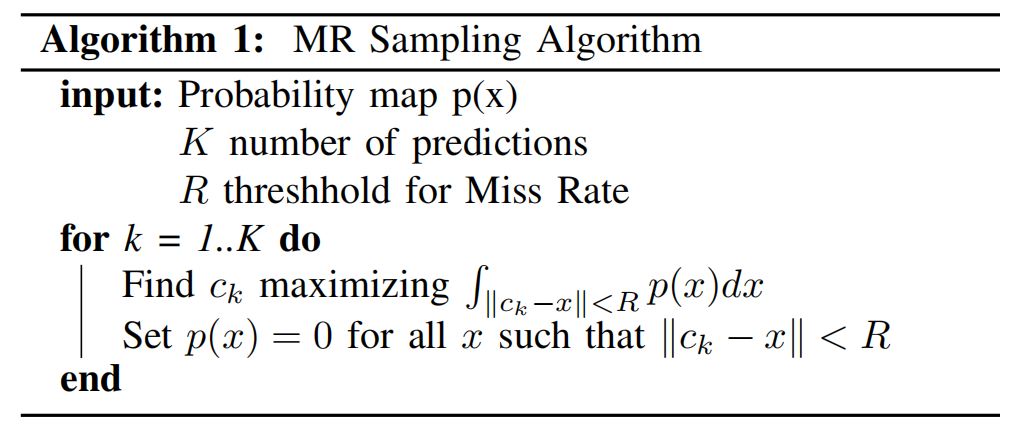 Algorithm 1: MR Sampling Algorithm
input: Probability map p(x)
K number of predictions
R threshhold for Miss Rate
for k = 1..K do
Find c_k maximizing ∫_{‖c_k−x‖<R} p(x)dx
Set p(x) = 0 for all x such that ‖c_k − x‖ < R
end